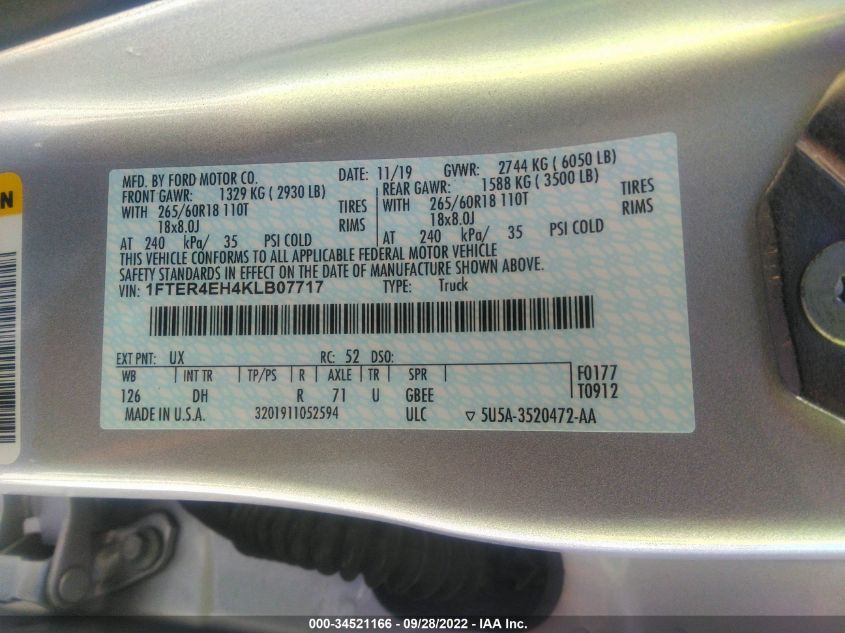 N
MFD. BY FORD MOTOR CO. DATE: 11/19 GVWR: 2744 KG ( 6050 LB)
FRONT GAWR: 1329 KG ( 2930 LB) REAR GAWR: 1588 KG ( 3500 LB)
WITH 265/60R18 110T TIRES WITH 265/60R18 110T TIRES
18x8.0J RIMS 18x8.0J RIMS
AT 240 kPa/ 35 PSI COLD AT 240 kPa/ 35 PSI COLD
THIS VEHICLE CONFORMS TO ALL APPLICABLE FEDERAL MOTOR VEHICLE
SAFETY STANDARDS IN EFFECT ON THE DATE OF MANUFACTURE SHOWN ABOVE.
VIN: 1FTER4EH4KLB07717 TYPE: Truck
EXT PNT: UX RC: 52 DSO:
WB INT TR TP/PS R AXLE TR SPR F0177
126 DH R 71 U GBEE T0912
MADE IN U.S.A. 3201911052594 ULC ▽ 5U5A-3520472-AA
000-34521166 - 09/28/2022 - IAA Inc.